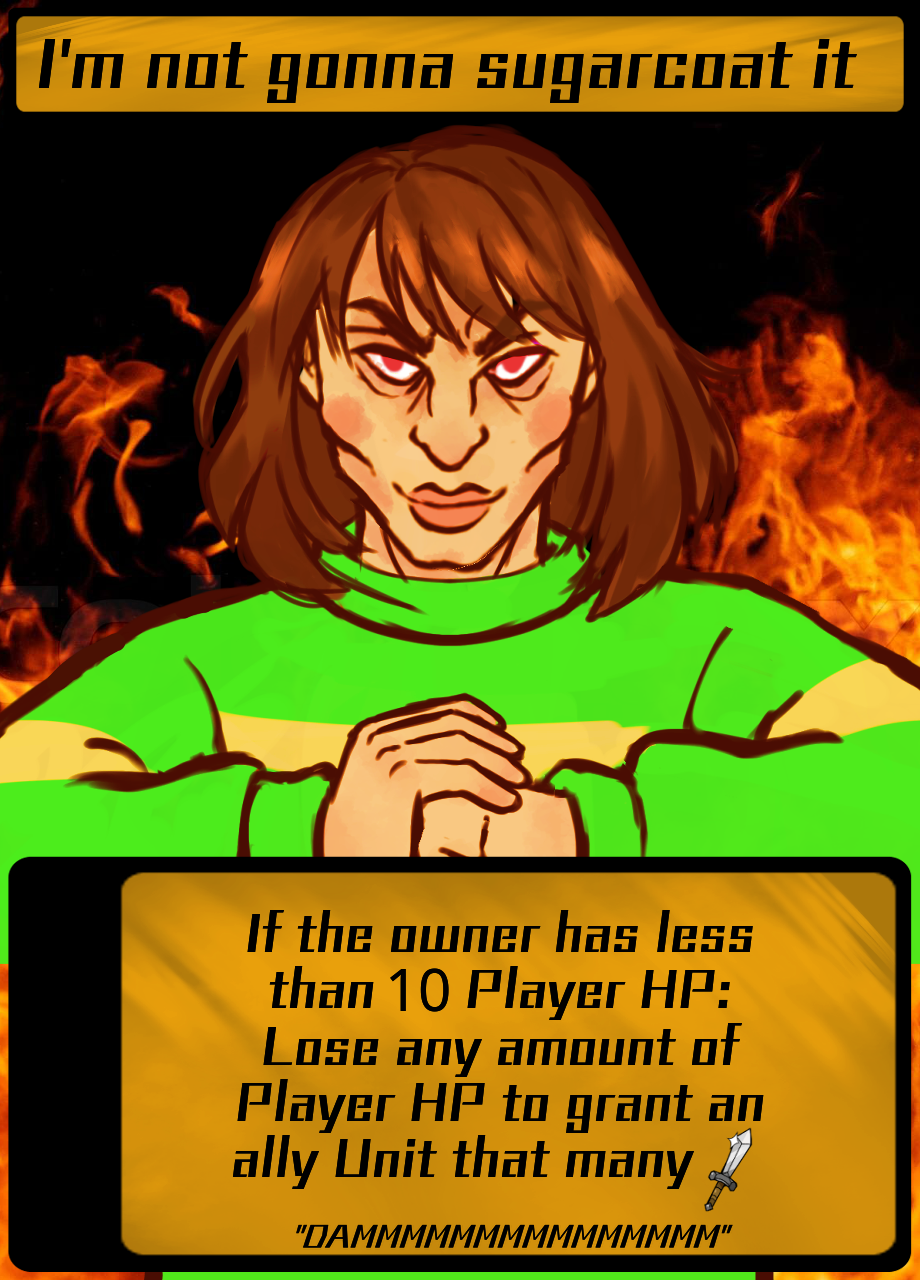 I'm not gonna sugarcoat it
If the owner has less
than 10 Player HP:
Lose any amount of
Player HP to grant an
ally Unit that many
"DAMMMMMMMMMMMMMMM"